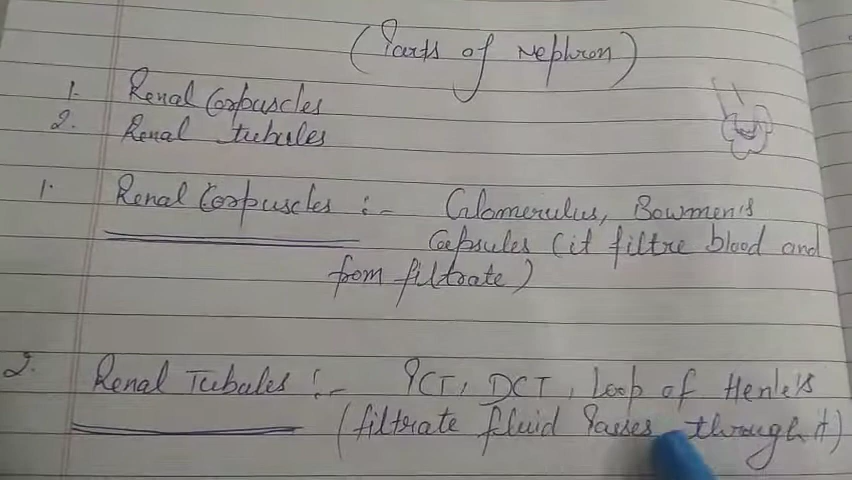 (Parts of Nephron)
1. Renal Corpuscles
2. Renal tubules
1. Renal Corpuscles :- Glomerulus, Bowmen's
Capsules (it filtre blood and
from filtrate)
2. Renal Tubules :- PCT, DCT, Loop of Henle's
(filtrate fluid Passes through it)